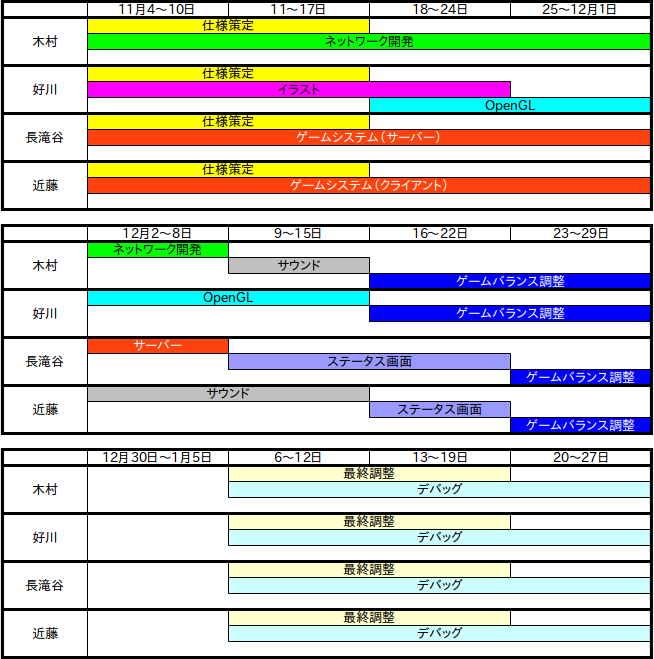 11月4～10日 11～17日 18～24日 25～12月1日
仕様策定
木村 ネットワーク開発
仕様策定
好川 イラスト
OpenGL
仕様策定
長滝谷 ゲームシステム（サーバー）
仕様策定
近藤 ゲームシステム（クライアント）
12月2～8日 9～15日 16～22日 23～29日
ネットワーク開発
木村 サウンド
ゲームバランス調整
OpenGL
好川 ゲームバランス調整
サーバー
長滝谷 ステータス画面
ゲームバランス調整
サウンド
近藤 ステータス画面
ゲームバランス調整
12月30日～1月5日 6～12日 13～19日 20～27日
最終調整
木村 デバッグ
最終調整
好川 デバッグ
最終調整
長滝谷 デバッグ
最終調整
近藤 デバッグ